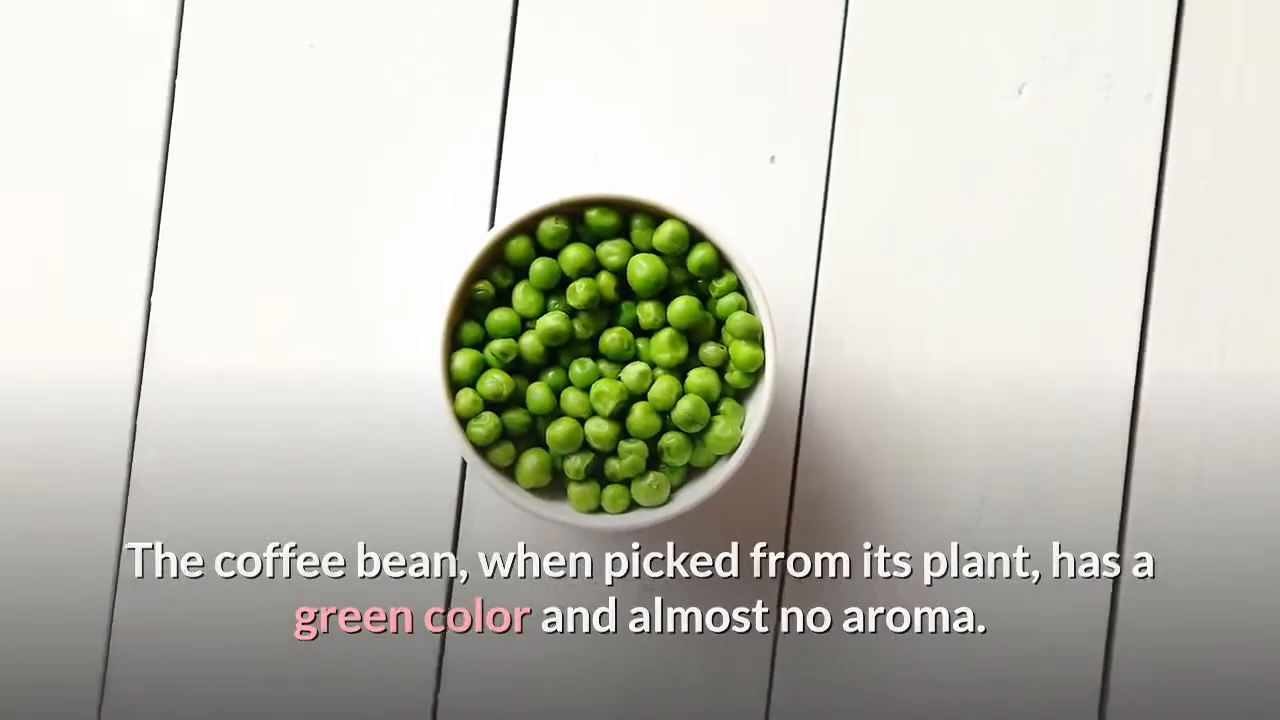 The coffee bean, when picked from its plant, has a
green color and almost no aroma.